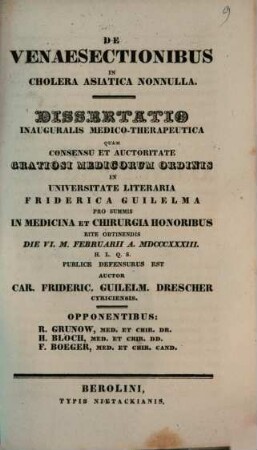 9
DE
VENAESECTIONIBUS
IN
CHOLERA ASIATICA NONNULLA.
DISSERTATIO
INAUGURALIS MEDICO-THERAPEUTICA
QUAM
CONSENSU ET AUCTORITATE
GRATIOSI MEDICORUM ORDINIS
IN
UNIVERSITATE LITERARIA
FRIDERICA GUILELMA
PRO SUMMIS
IN MEDICINA ET CHIRURGIA HONORIBUS
RITE OBTINENDIS
DIE VI. M. FEBRUARII A. MDCCCXXXIII.
H. L. Q. S.
PUBLICE DEFENSURUS EST
AUCTOR
CAR. FRIDERIC. GUILELM. DRESCHER
CYRICIENSIS.
OPPONENTIBUS:
R. GRUNOW, MED. ET CHIR. DR.
H. BLOCH, MED. ET CHIR. DD.
F. BOEGER, MED. ET CHIR. CAND.
BEROLINI,
TYPIS NIETACKIANIS,